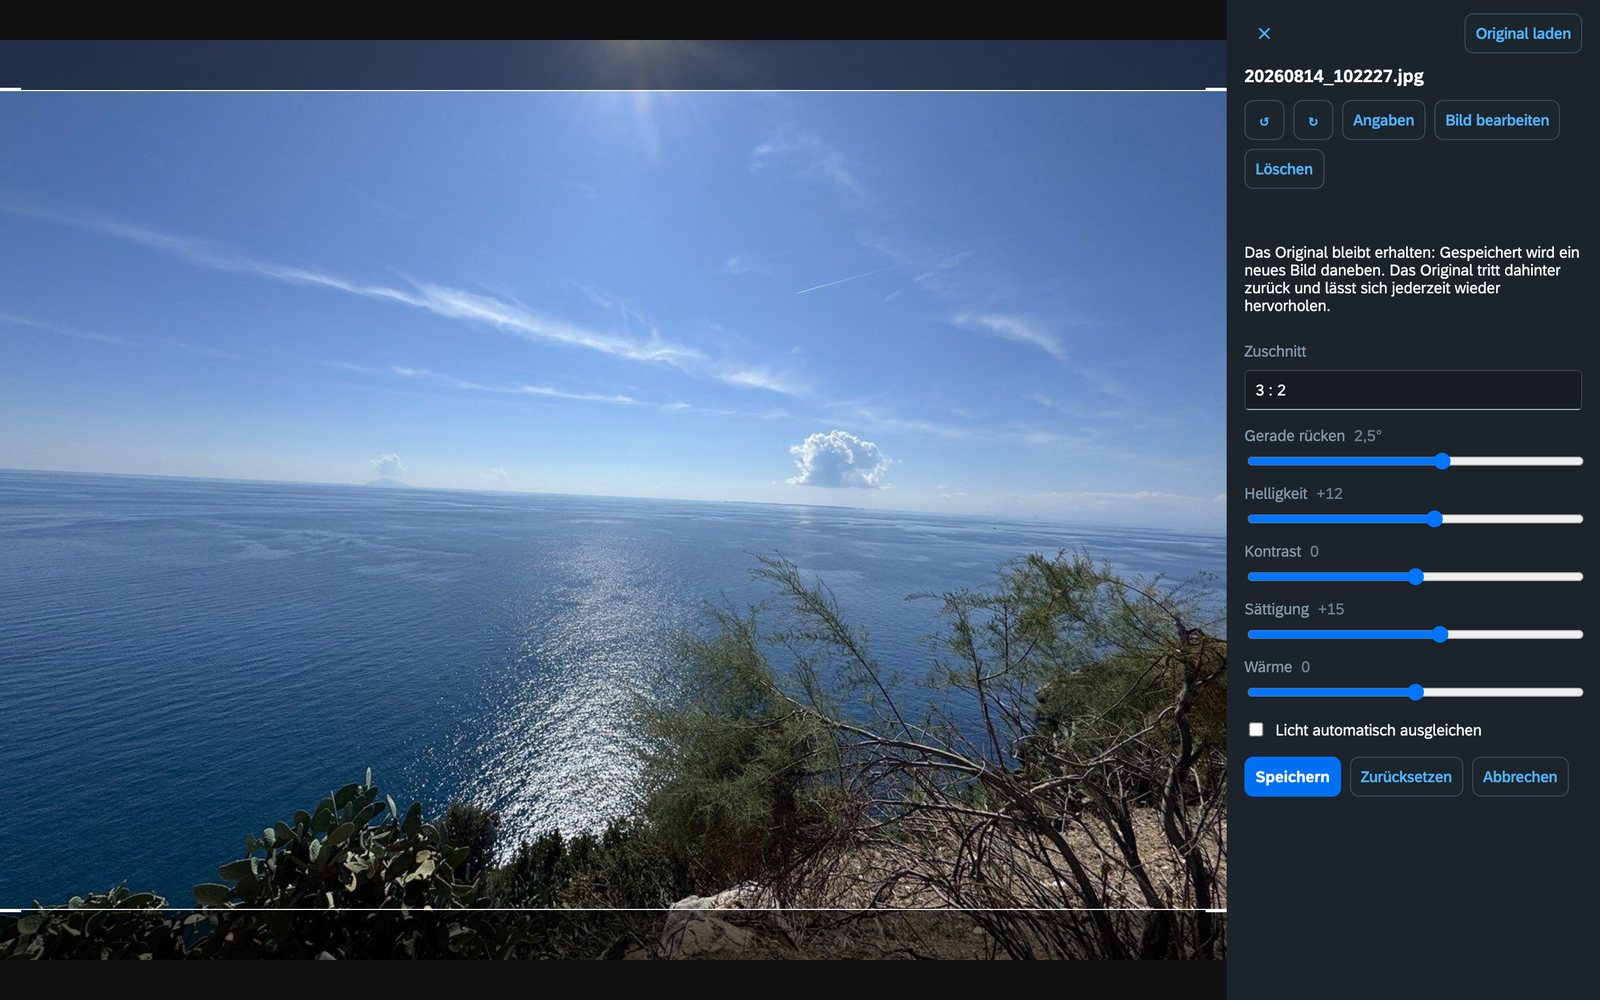 ✕
Original laden
20260814_102227.jpg
↺ ↻ Angaben Bild bearbeiten
Löschen
Das Original bleibt erhalten: Gespeichert wird ein
neues Bild daneben. Das Original tritt dahinter
zurück und lässt sich jederzeit wieder
hervorholen.
Zuschnitt
3 : 2
Gerade rücken 2,5°
Helligkeit +12
Kontrast 0
Sättigung +15
Wärme 0
Licht automatisch ausgleichen
Speichern Zurücksetzen Abbrechen